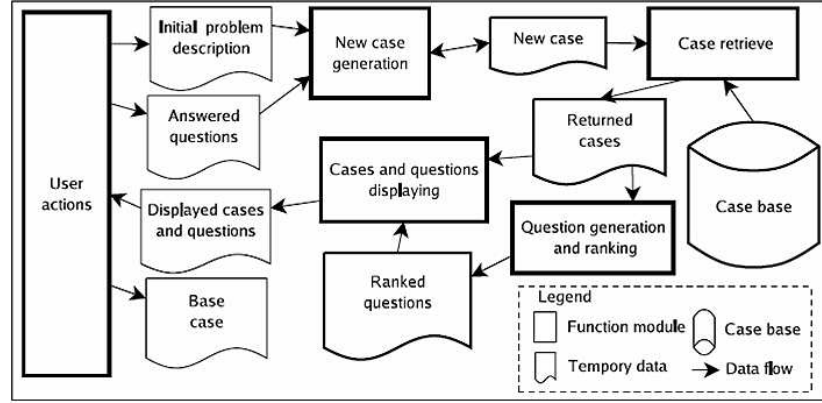 Initial problem
description
New case
generation
New case
Case retrieve
Answered
questions
Returned
cases
User
actions
Cases and questions
displaying
Case base
Displayed cases
and questions
Question generation
and ranking
Base
case
Ranked
questions
Legend
Function module
Case base
Tempory data
Data flow